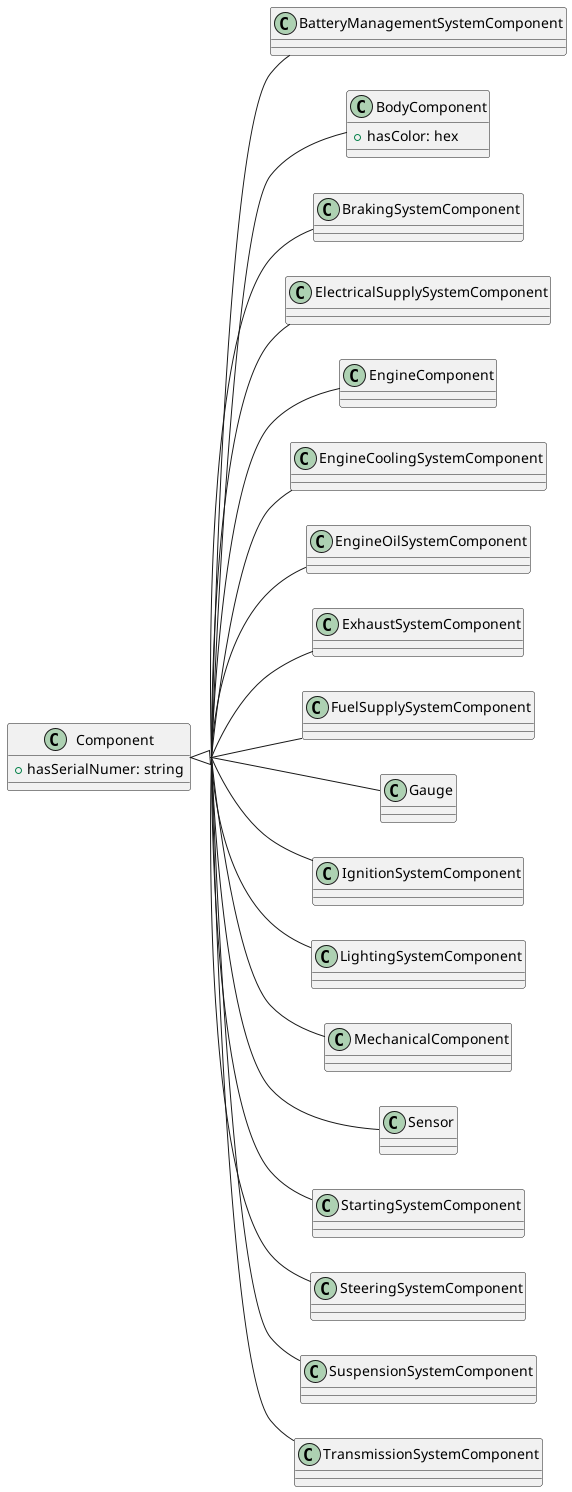 C BatteryManagementSystemComponent
C BodyComponent
hasColor: hex
C BrakingSystemComponent
C ElectricalSupplySystemComponent
C EngineComponent
C EngineCoolingSystemComponent
C EngineOilSystemComponent
C ExhaustSystemComponent
C FuelSupplySystemComponent
C Component
hasSerialNumer: string
C Gauge
C IgnitionSystemComponent
C LightingSystemComponent
C MechanicalComponent
C Sensor
C StartingSystemComponent
C SteeringSystemComponent
C SuspensionSystemComponent
C TransmissionSystemComponent